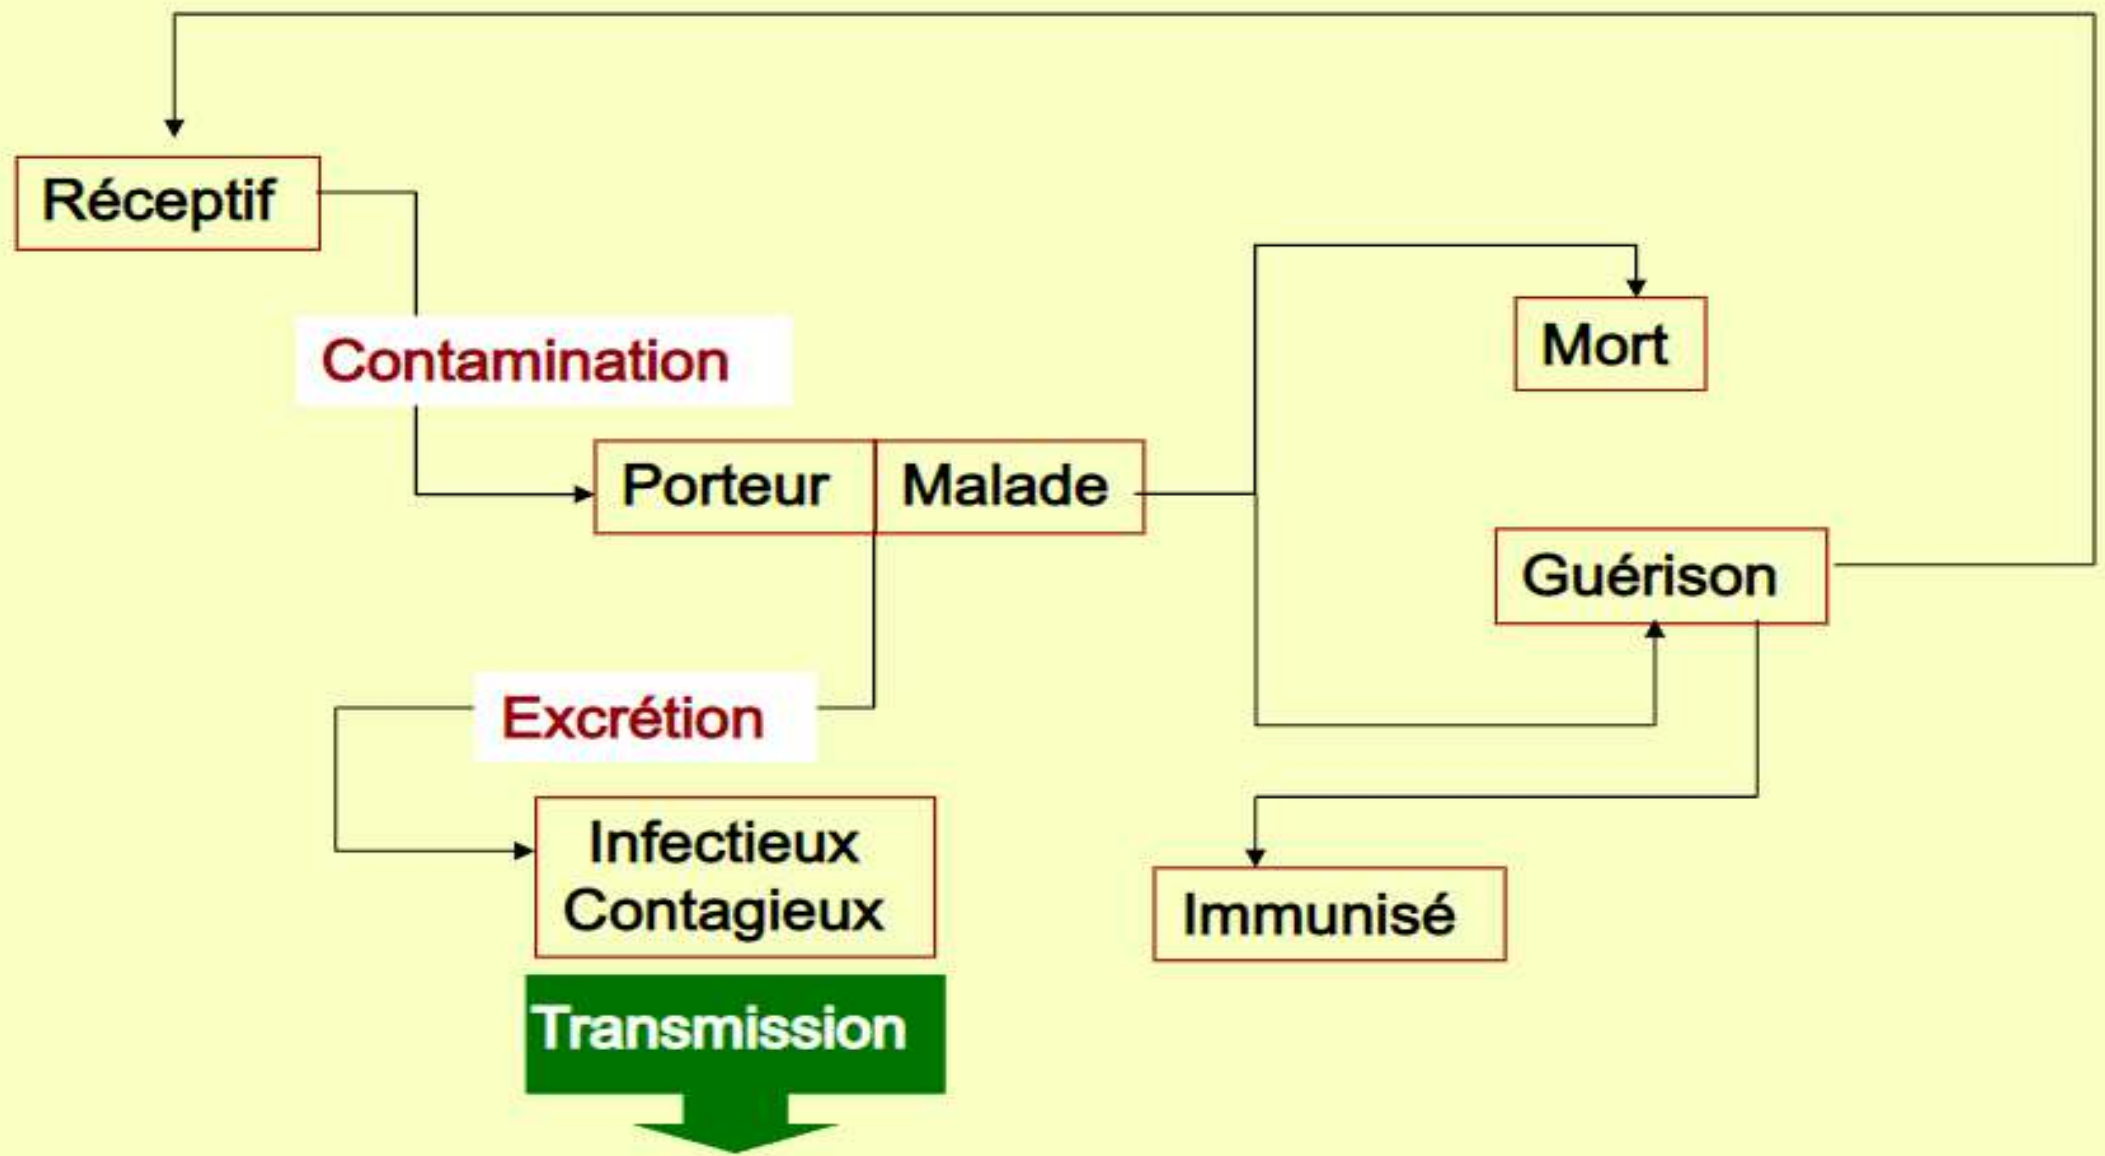 Réceptif
Contamination
Mort
Porteur
Malade
Guérison
Excrétion
Infectieux
Contagieux
Immunisé
Transmission